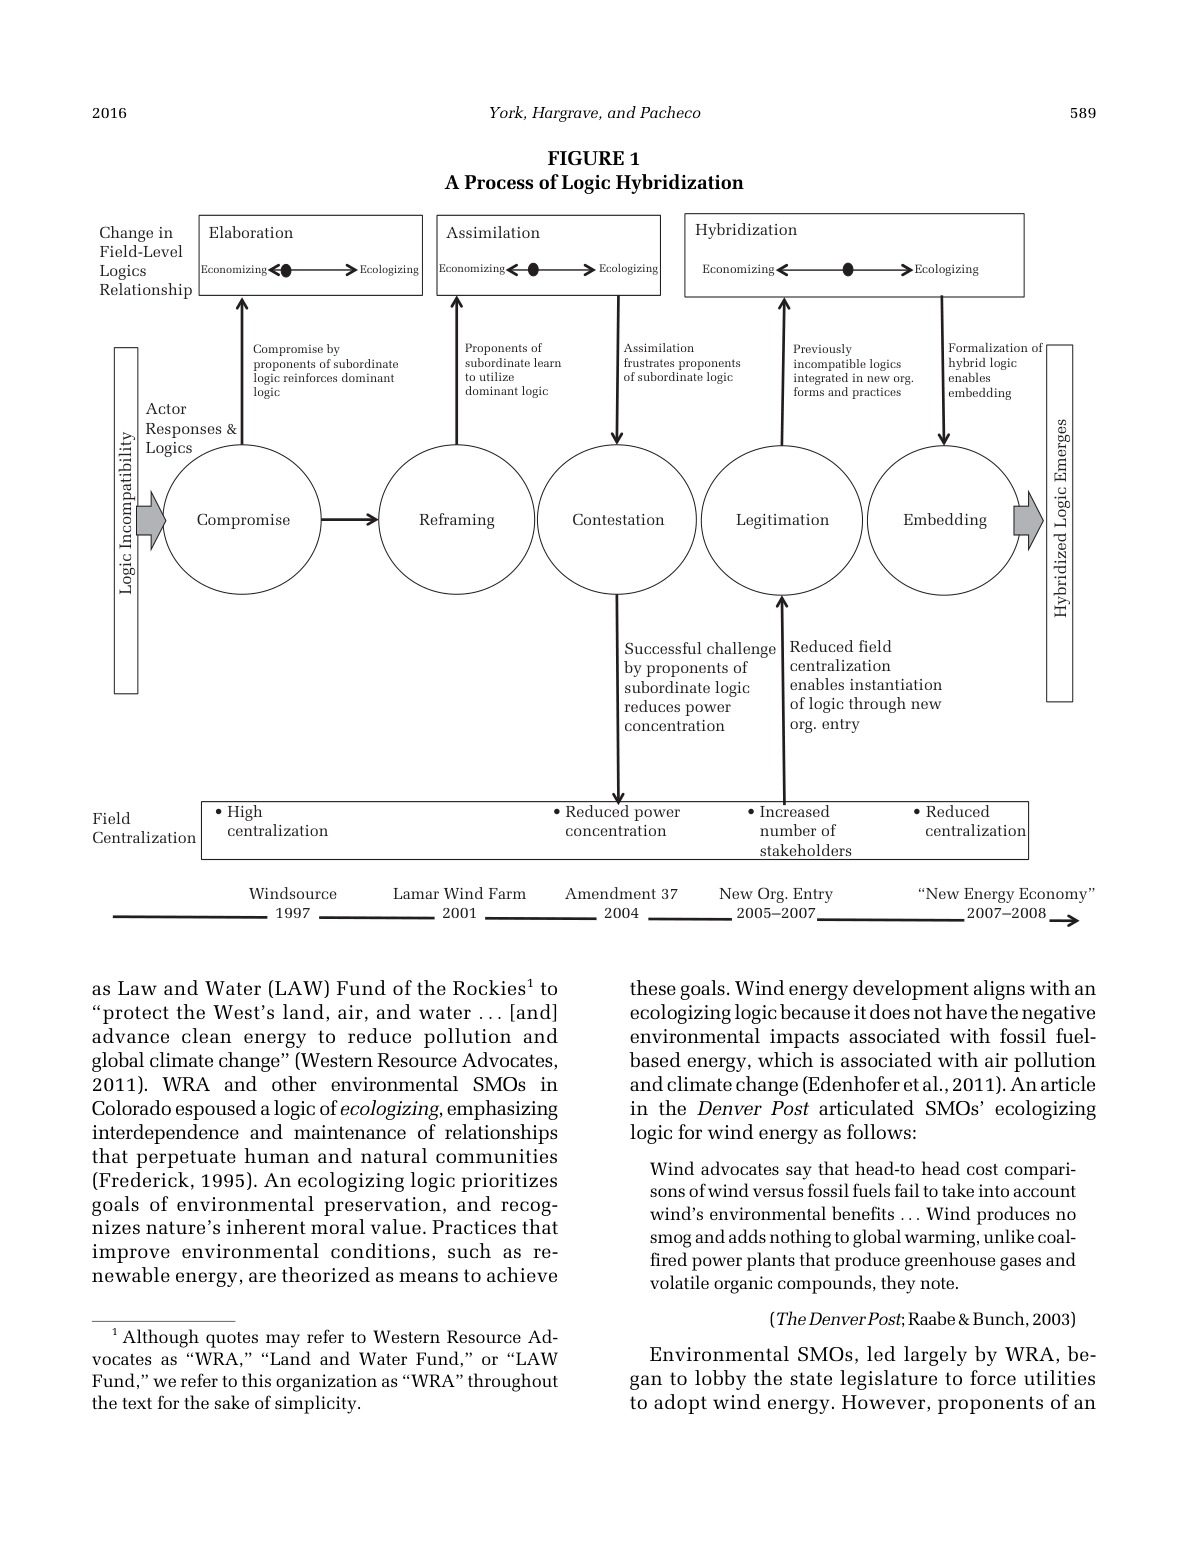 2016
York, Hargrave, and Pacheco
589
FIGURE 1
A Process of Logic Hybridization
Change in
Field-Level
Logics
Relationship
Elaboration
Economizing
Ecologizing
Assimilation
Economizing
Ecologizing
Hybridization
Economizing
Ecologizing
Compromise by
proponents of subordinate
logic reinforces dominant
logic
Proponents of
subordinate learn
to utilize
dominant logic
Assimilation
frustrates proponents
of subordinate logic
Previously
incompatible logics
integrated in new org.
forms and practices
Formalization of
hybrid logic
enables
embedding
Actor
Responses &
Logics
Logic Incompatibility
Compromise
Reframing
Contestation
Legitimation
Embedding
Hybridized Logic Emerges
Successful challenge
by proponents of
subordinate logic
reduces power
concentration
Reduced field
centralization
enables instantiation
of logic through new
org. entry
Field
Centralization
• High
centralization
• Reduced power
concentration
• Increased
number of
stakeholders
• Reduced
centralization
Windsource
1997
Lamar Wind Farm
2001
Amendment 37
2004
New Org. Entry
2005–2007
“New Energy Economy”
2007–2008
as Law and Water (LAW) Fund of the Rockies1 to
“protect the West’s land, air, and water ... [and]
advance clean energy to reduce pollution and
global climate change” (Western Resource Advocates,
2011). WRA and other environmental SMOs in
Colorado espoused a logic of ecologizing, emphasizing
interdependence and maintenance of relationships
that perpetuate human and natural communities
(Frederick, 1995). An ecologizing logic prioritizes
goals of environmental preservation, and recog-
nizes nature’s inherent moral value. Practices that
improve environmental conditions, such as re-
newable energy, are theorized as means to achieve
1 Although quotes may refer to Western Resource Ad-
vocates as “WRA,” “Land and Water Fund,” or “LAW
Fund,” we refer to this organization as “WRA” throughout
the text for the sake of simplicity.
these goals. Wind energy development aligns with an
ecologizing logic because it does not have the negative
environmental impacts associated with fossil fuel-
based energy, which is associated with air pollution
and climate change (Edenhofer et al., 2011). An article
in the Denver Post articulated SMOs’ ecologizing
logic for wind energy as follows:
Wind advocates say that head-to head cost compari-
sons of wind versus fossil fuels fail to take into account
wind’s environmental benefits ... Wind produces no
smog and adds nothing to global warming, unlike coal-
fired power plants that produce greenhouse gases and
volatile organic compounds, they note.
(The Denver Post; Raabe & Bunch, 2003)
Environmental SMOs, led largely by WRA, be-
gan to lobby the state legislature to force utilities
to adopt wind energy. However, proponents of an